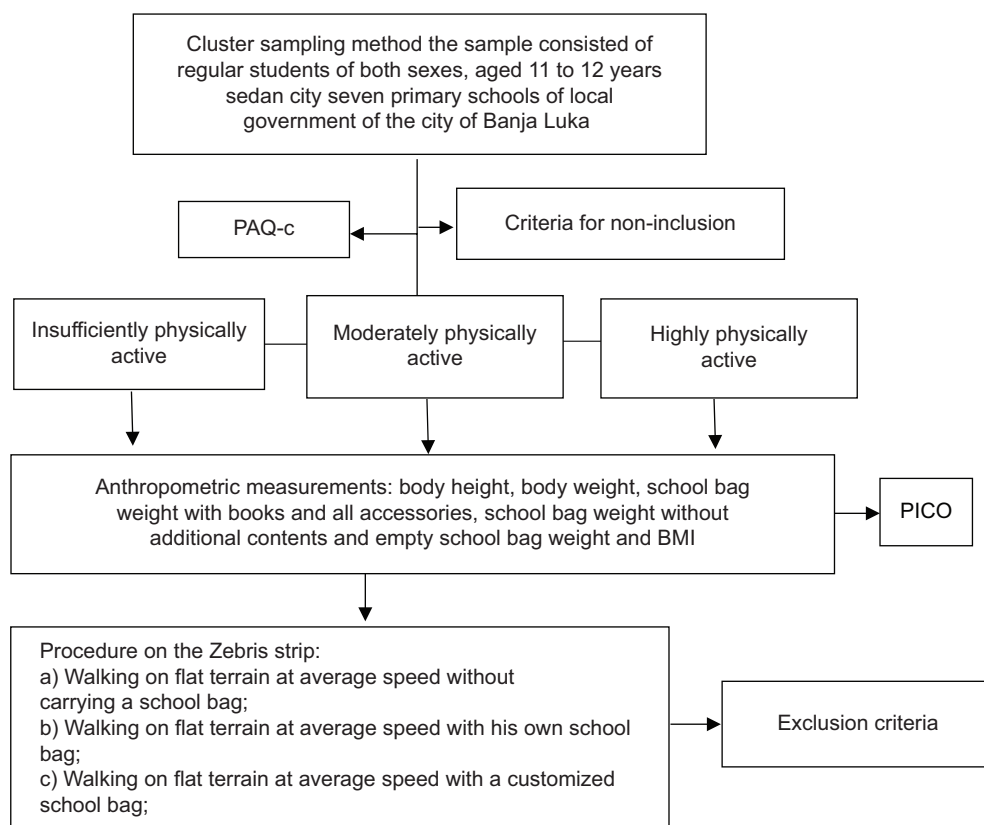 Cluster sampling method the sample consisted of
regular students of both sexes, aged 11 to 12 years
sedan city seven primary schools of local
government of the city of Banja Luka
PAQ-c
Criteria for non-inclusion
Insufficiently physically
active
Moderately physically
active
Highly physically
active
Anthropometric measurements: body height, body weight, school bag
weight with books and all accessories, school bag weight without
additional contents and empty school bag weight and BMI
PICO
Procedure on the Zebris strip:
a) Walking on flat terrain at average speed without
carrying a school bag;
b) Walking on flat terrain at average speed with his own school
bag;
c) Walking on flat terrain at average speed with a customized
school bag;
Exclusion criteria